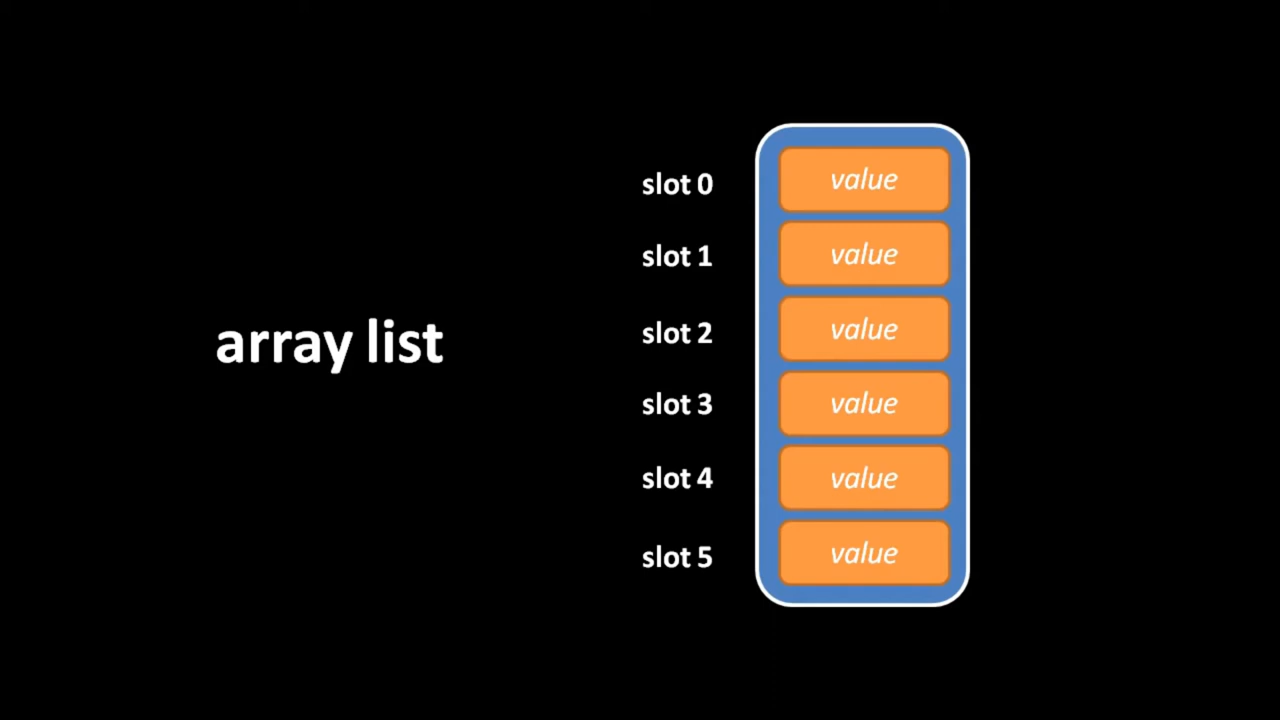 array list
slot 0 value
slot 1 value
slot 2 value
slot 3 value
slot 4 value
slot 5 value